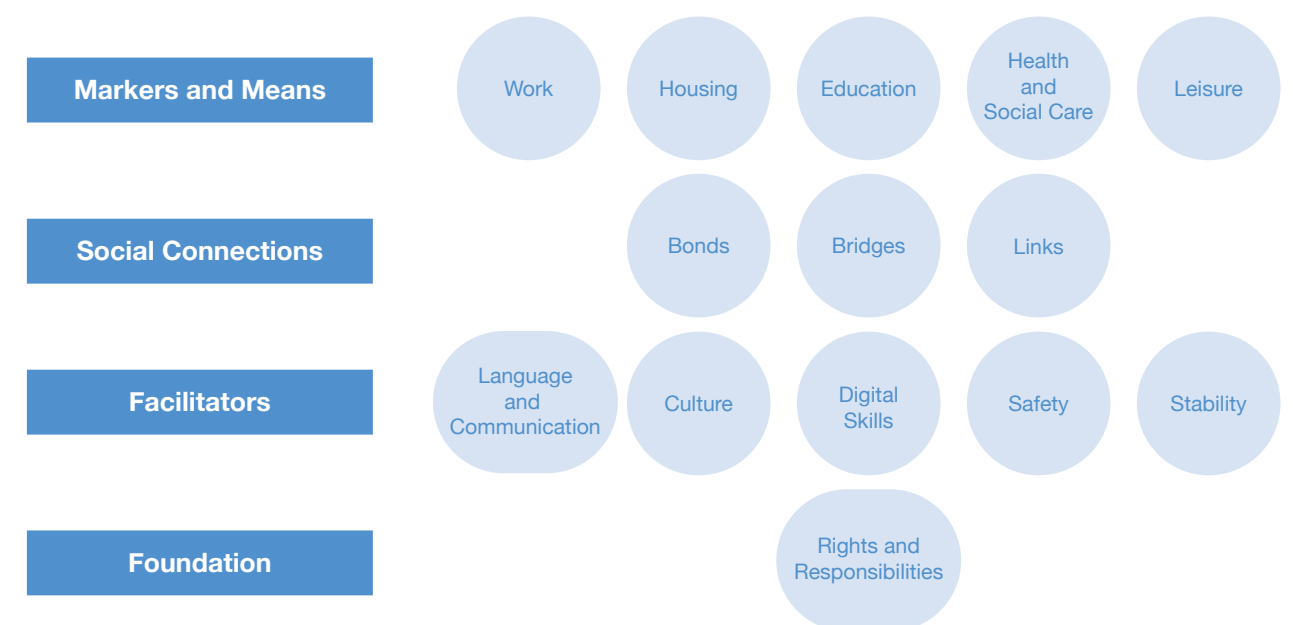 Markers and Means
Work
Housing
Education
Health
and
Social Care
Leisure
Social Connections
Bonds
Bridges
Links
Facilitators
Language
and
Communication
Culture
Digital
Skills
Safety
Stability
Foundation
Rights and
Responsibilities